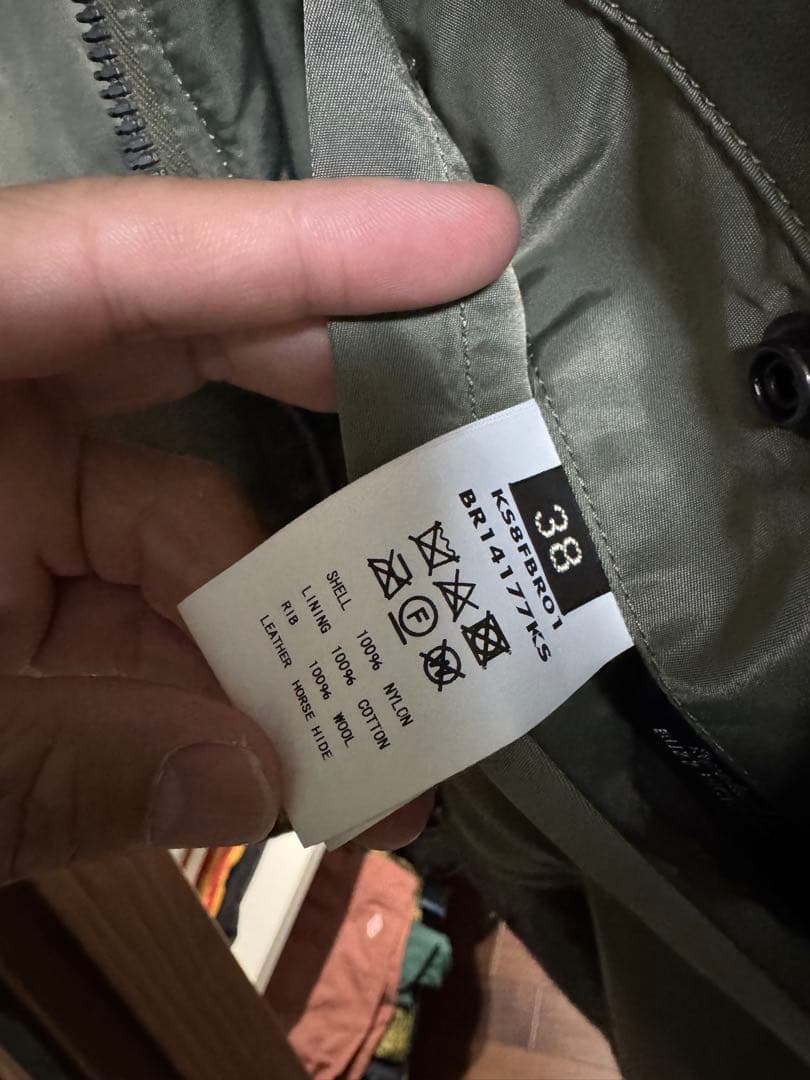 38
KS8FBR01
BR14177KS
F
W
SHELL 100% NYLON
LINING 100% COTTON
RIB 100% WOOL
LEATHER HORSE HIDE